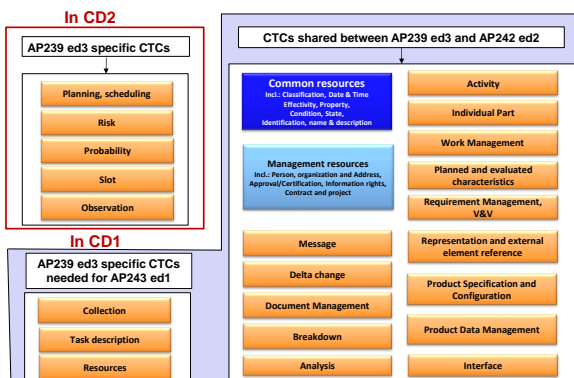 In CD2
AP239 ed3 specific CTCs
Planning, scheduling
Risk
Probability
Slot
Observation
In CD1
AP239 ed3 specific CTCs
needed for AP243 ed1
Collection
Task description
Resources
CTCs shared between AP239 ed3 and AP242 ed2
Common resources
Incl.: Classification, Date & Time
Effectivity, Property,
Condition, State,
Identification, name & description
Management resources
Incl.: Person, organization and Address,
Approval/Certification, Information rights,
Contract and project
Message
Delta change
Document Management
Breakdown
Analysis
Activity
Individual Part
Work Management
Planned and evaluated
characteristics
Requirement Management,
V&V
Representation and external
element reference
Product Specification and
Configuration
Product Data Management
Interface